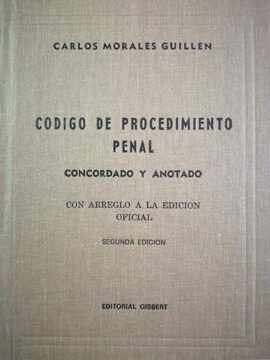 CARLOS MORALES GUILLEN
CODIGO DE PROCEDIMIENTO
PENAL
CONCORDADO Y ANOTADO
CON ARREGLO A LA EDICION
OFICIAL
SEGUNDA EDICION
EDITORIAL GISBERT